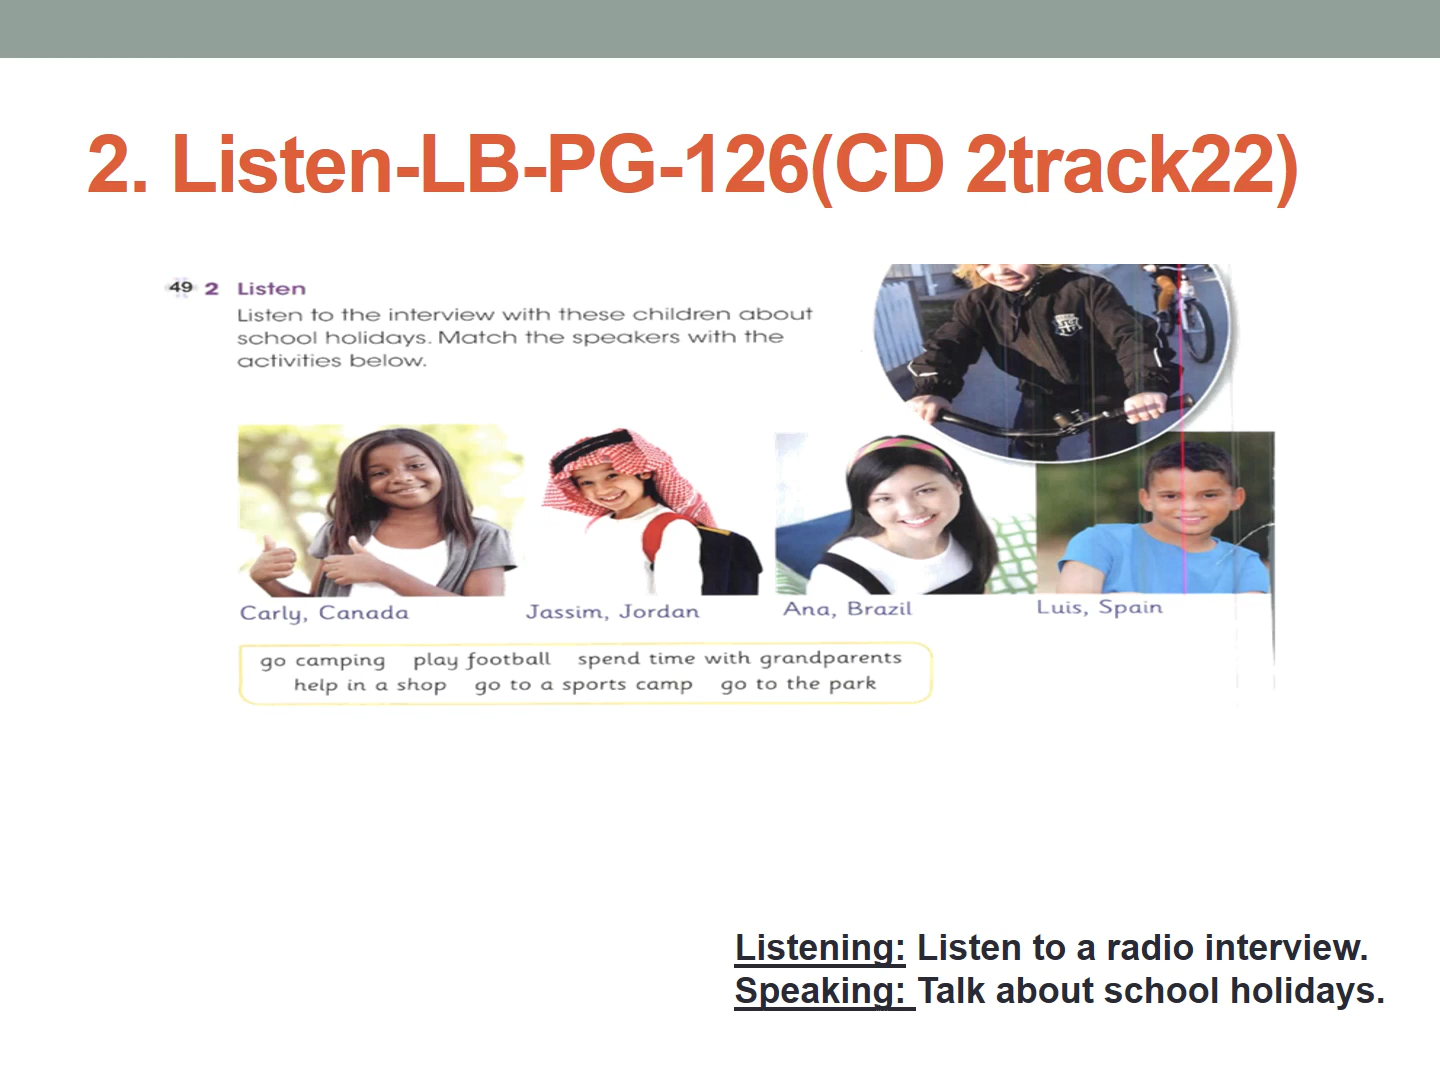 2. Listen-LB-PG-126(CD 2track22)
49 2 Listen
Listen to the interview with these children about
school holidays. Match the speakers with the
activities below.
Carly, Canada Jassim, Jordan Ana, Brazil Luis, Spain
go camping play football spend time with grandparents
help in a shop go to a sports camp go to the park
Listening: Listen to a radio interview.
Speaking: Talk about school holidays.